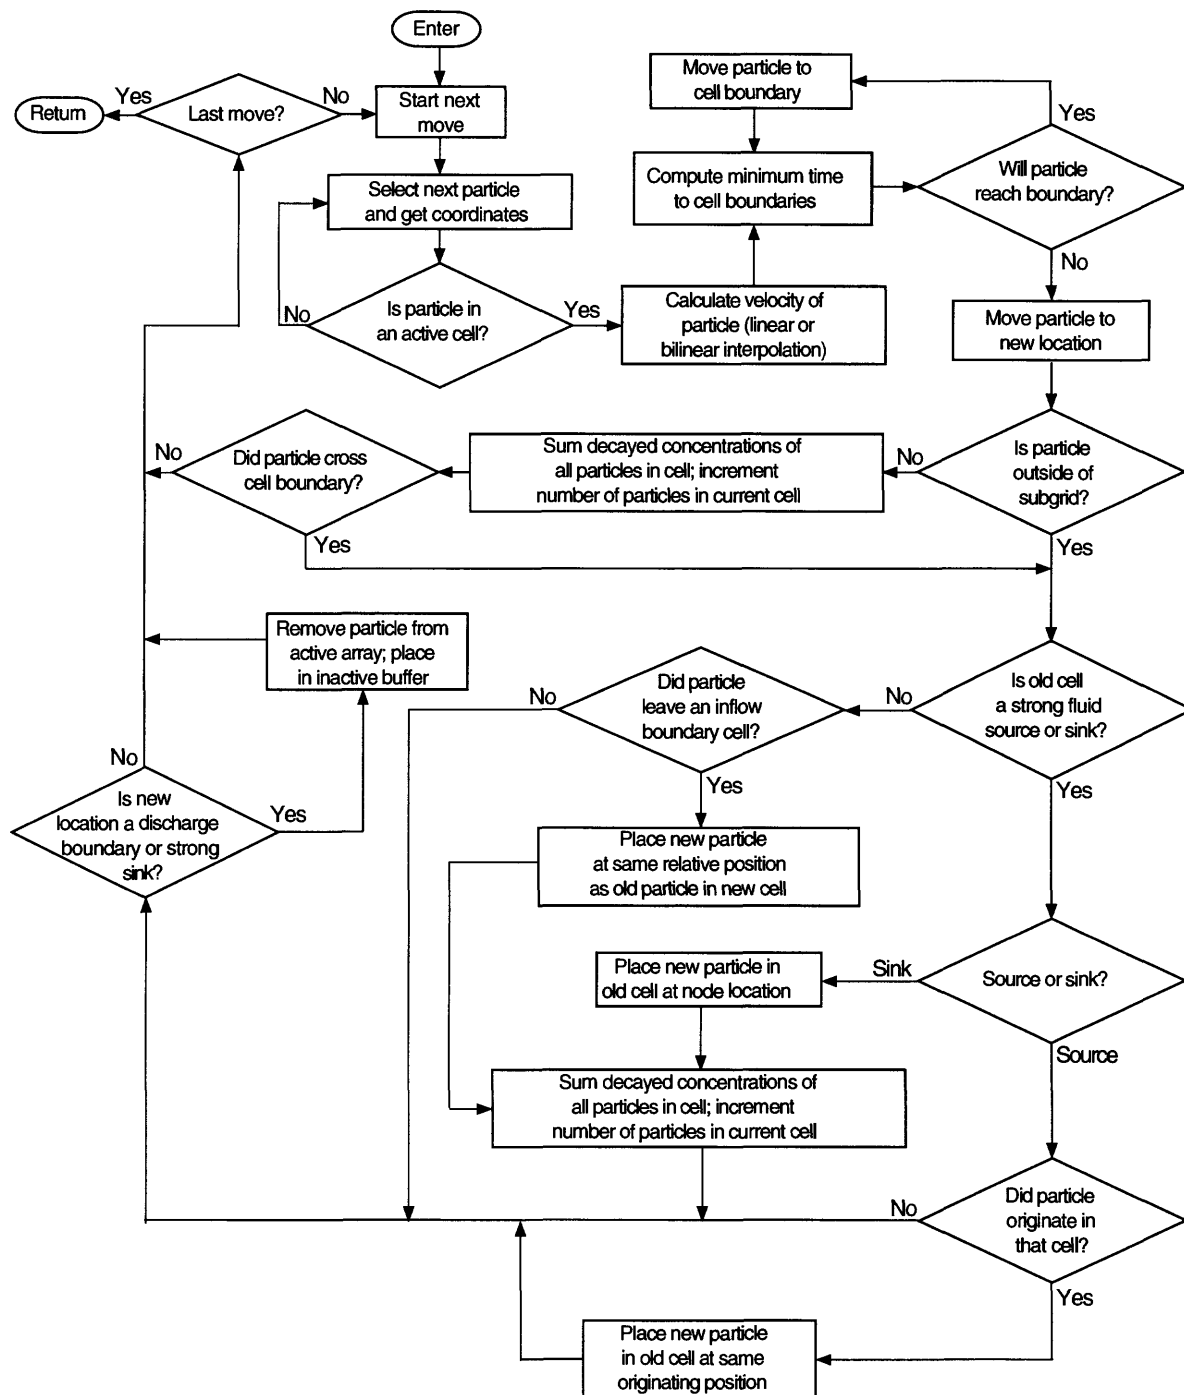 Enter
Return
Yes
Last move?
No
Start next
move
Move particle to
cell boundary
Yes
Select next particle
and get coordinates
Compute minimum time
to cell boundaries
Will particle
reach boundary?
No
No
Is particle in
an active cell?
Yes
Calculate velocity of
particle (linear or
bilinear interpolation)
Move particle to
new location
No
Did particle cross
cell boundary?
Yes
Sum decayed concentrations of
all particles in cell; increment
number of particles in current cell
No
Is particle
outside of
subgrid?
Yes
Remove particle from
active array; place
in inactive buffer
No
Did particle
leave an inflow
boundary cell?
Yes
No
Is old cell
a strong fluid
source or sink?
Yes
No
Is new
location a discharge
boundary or strong
sink?
Yes
Place new particle
at same relative position
as old particle in new cell
Place new particle in
old cell at node location
Sink
Source or sink?
Source
Sum decayed concentrations of
all particles in cell; increment
number of particles in current cell
No
Did particle
originate in
that cell?
Yes
Place new particle
in old cell at same
originating position